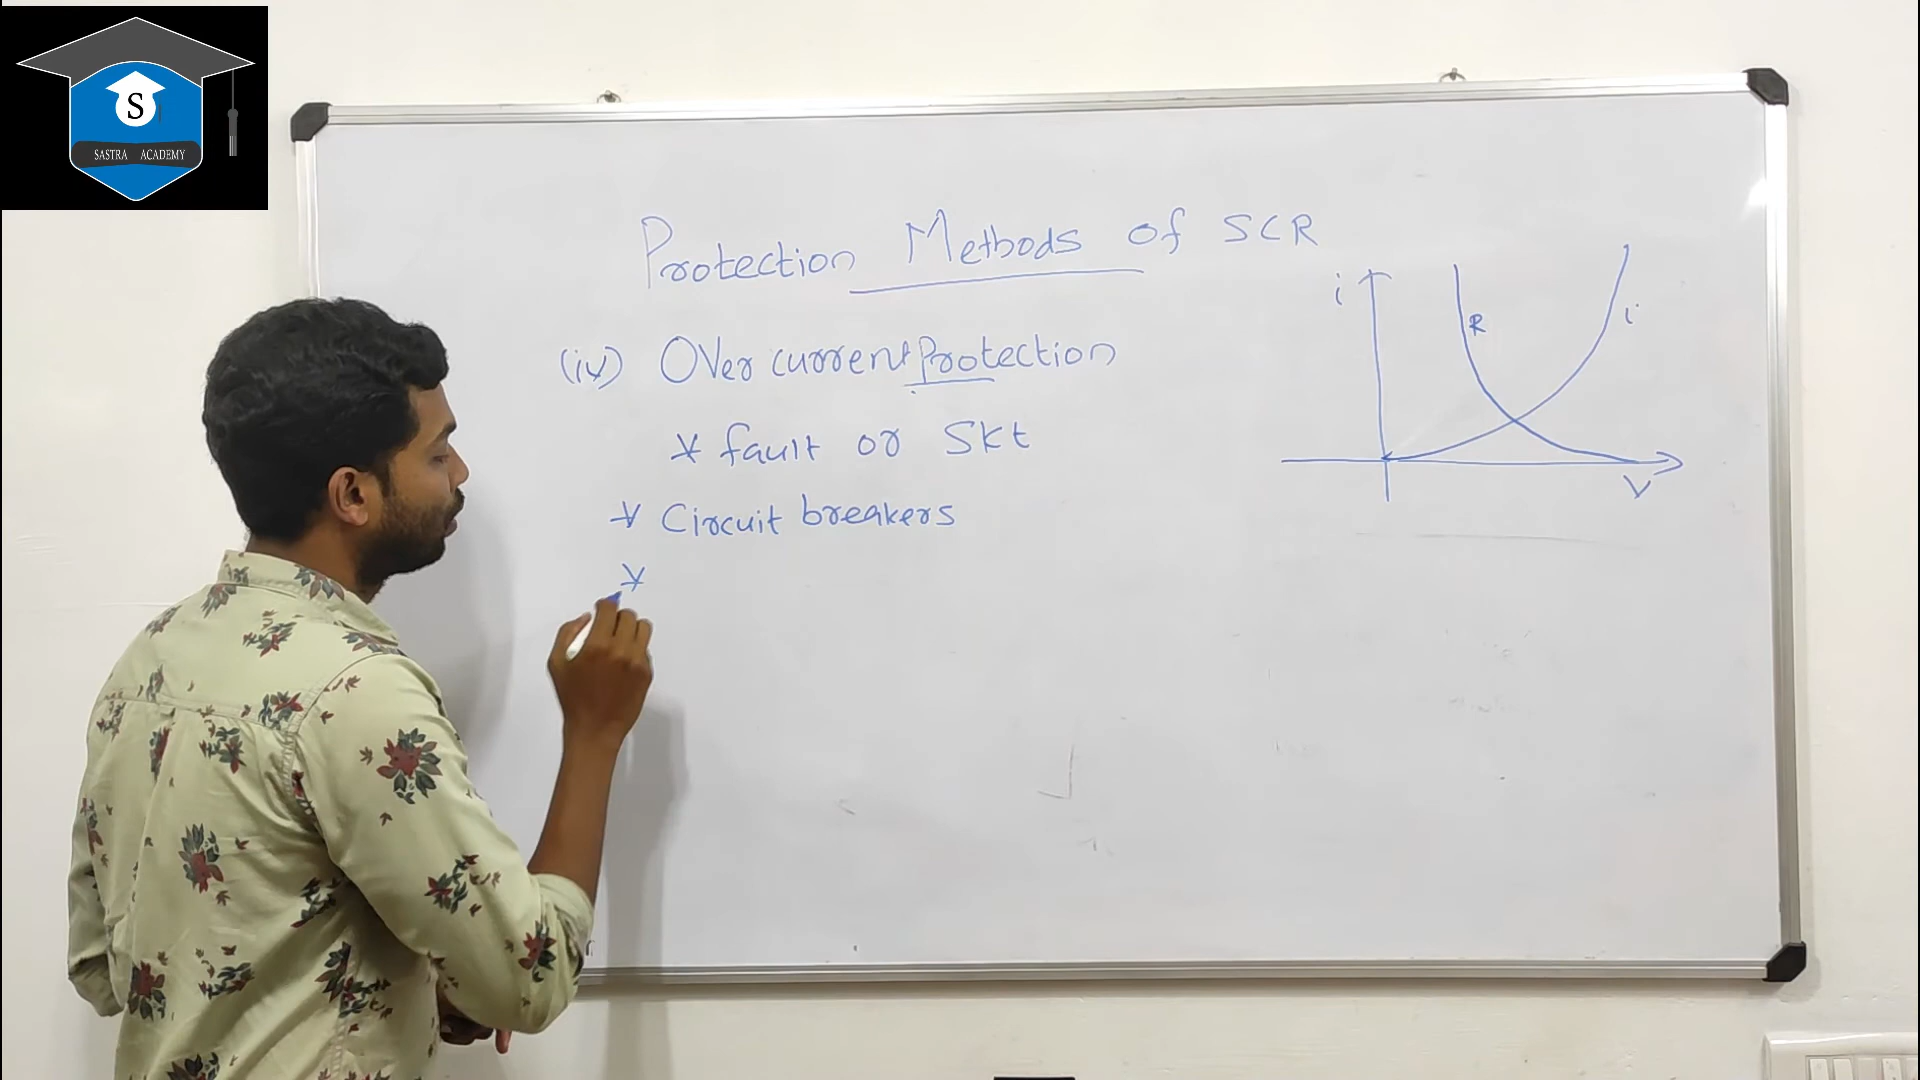 S
SASTRA ACADEMY
Protection Methods of SCR
(iv) Over current Protection
* fault or Skt
* Circuit breakers
*
i
R
i
V